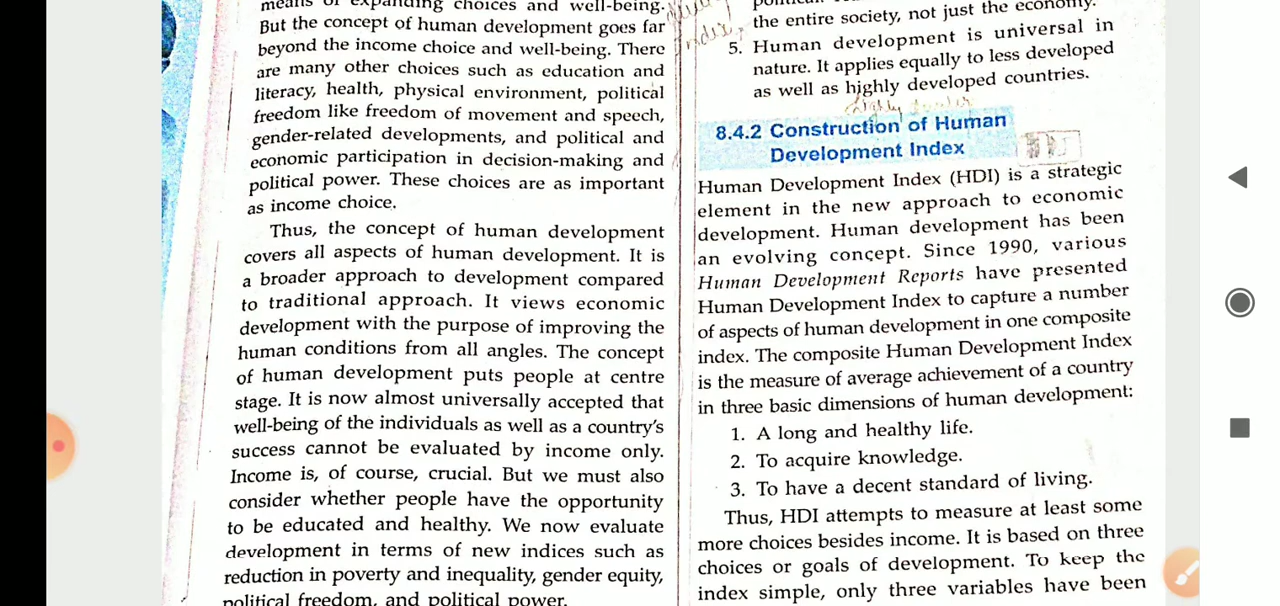 means of expanding choices and well-being.
But the concept of human development goes far
beyond the income choice and well-being. There
are many other choices such as education and
literacy, health, physical environment, political
freedom like freedom of movement and speech,
gender-related developments, and political and
economic participation in decision-making and
political power. These choices are as important
as income choice.
Thus, the concept of human development
covers all aspects of human development. It is
a broader approach to development compared
to traditional approach. It views economic
development with the purpose of improving the
human conditions from all angles. The concept
of human development puts people at centre
stage. It is now almost universally accepted that
well-being of the individuals as well as a country's
success cannot be evaluated by income only.
Income is, of course, crucial. But we must also
consider whether people have the opportunity
to be educated and healthy. We now evaluate
development in terms of new indices such as
reduction in poverty and inequality, gender equity,
political freedom, and political power.
the entire society, not just the economy.
5. Human development is universal in
nature. It applies equally to less developed
as well as highly developed countries.
8.4.2 Construction of Human
Development Index
Human Development Index (HDI) is a strategic
element in the new approach to economic
development. Human development has been
an evolving concept. Since 1990, various
Human Development Reports have presented
Human Development Index to capture a number
of aspects of human development in one composite
index. The composite Human Development Index
is the measure of average achievement of a country
in three basic dimensions of human development:
1. A long and healthy life.
2. To acquire knowledge.
3. To have a decent standard of living.
Thus, HDI attempts to measure at least some
more choices besides income. It is based on three
choices or goals of development. To keep the
index simple, only three variables have been